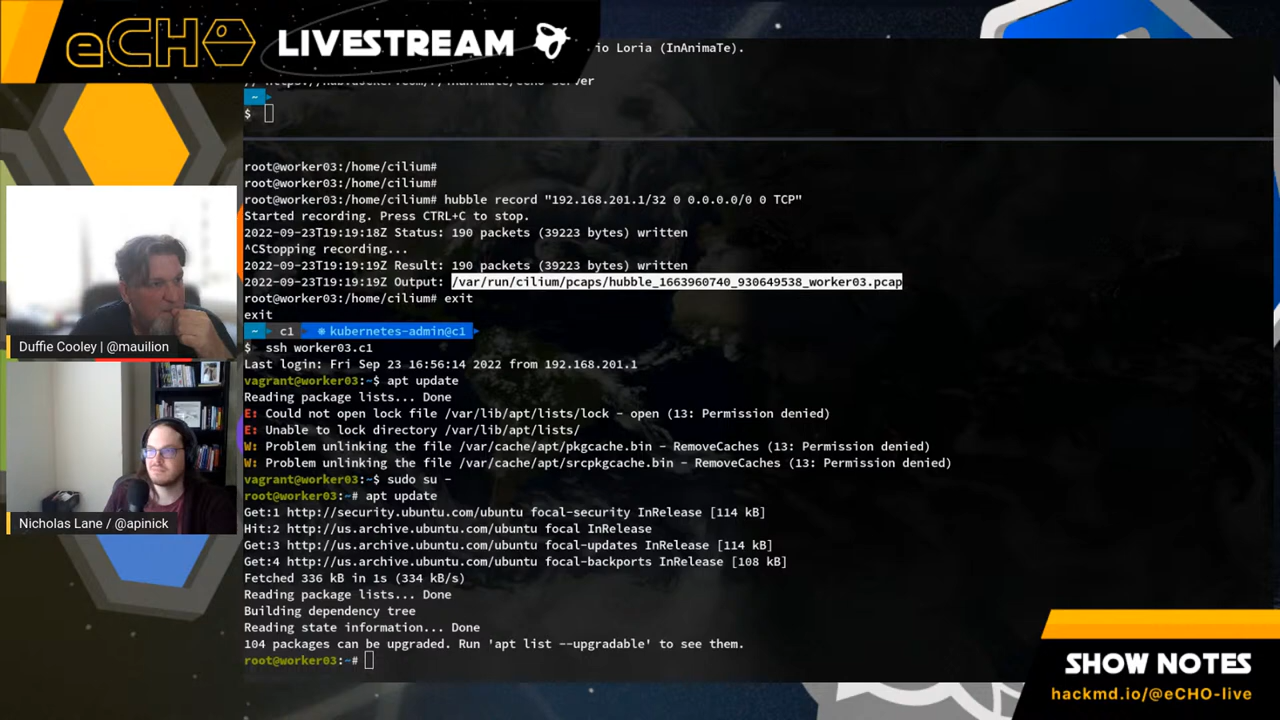 eCHO LIVESTREAM
io Loria (InAnimaTe).
~
$
root@worker03:/home/cilium#
root@worker03:/home/cilium#
root@worker03:/home/cilium# hubble record "192.168.201.1/32 0 0.0.0.0/0 0 TCP"
Started recording. Press CTRL+C to stop.
2022-09-23T19:19:18Z Status: 190 packets (39223 bytes) written
^CStopping recording...
2022-09-23T19:19:19Z Result: 190 packets (39223 bytes) written
2022-09-23T19:19:19Z Output: /var/run/cilium/pcaps/hubble_1663960740_930649538_worker03.pcap
root@worker03:/home/cilium# exit
exit
~ c1 ⎈ kubernetes-admin@c1
$ ssh worker03.c1
Last login: Fri Sep 23 16:56:14 2022 from 192.168.201.1
vagrant@worker03:~$ apt update
Reading package lists... Done
E: Could not open lock file /var/lib/apt/lists/lock - open (13: Permission denied)
E: Unable to lock directory /var/lib/apt/lists/
W: Problem unlinking the file /var/cache/apt/pkgcache.bin - RemoveCaches (13: Permission denied)
W: Problem unlinking the file /var/cache/apt/srcpkgcache.bin - RemoveCaches (13: Permission denied)
vagrant@worker03:~$ sudo su -
root@worker03:~# apt update
Get:1 http://security.ubuntu.com/ubuntu focal-security InRelease [114 kB]
Hit:2 http://us.archive.ubuntu.com/ubuntu focal InRelease
Get:3 http://us.archive.ubuntu.com/ubuntu focal-updates InRelease [114 kB]
Get:4 http://us.archive.ubuntu.com/ubuntu focal-backports InRelease [108 kB]
Fetched 336 kB in 1s (334 kB/s)
Reading package lists... Done
Building dependency tree
Reading state information... Done
104 packages can be upgraded. Run 'apt list --upgradable' to see them.
root@worker03:~#
Duffie Cooley | @mauilion
Nicholas Lane / @apinick
SHOW NOTES
hackmd.io/@eCHO-live